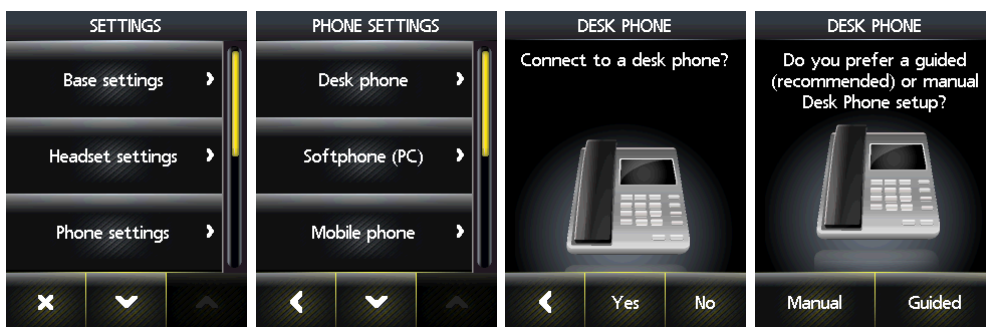 SETTINGS
Base settings
Headset settings
Phone settings
PHONE SETTINGS
Desk phone
Softphone (PC)
Mobile phone
DESK PHONE
Connect to a desk phone?
Yes
No
DESK PHONE
Do you prefer a guided
(recommended) or manual
Desk Phone setup?
Manual
Guided